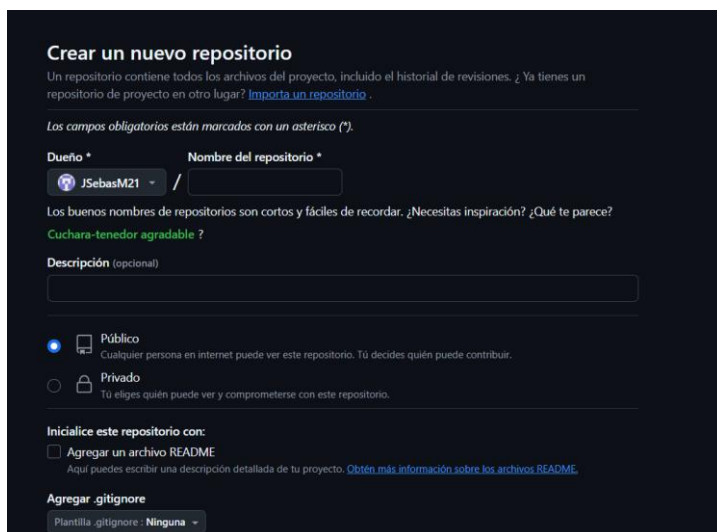 Crear un nuevo repositorio
Un repositorio contiene todos los archivos del proyecto, incluido el historial de revisiones. ¿ Ya tienes un
repositorio de proyecto en otro lugar? Importa un repositorio .
Los campos obligatorios están marcados con un asterisco (*).
Dueño * Nombre del repositorio *
JSebasM21 /
Los buenos nombres de repositorios son cortos y fáciles de recordar. ¿Necesitas inspiración? ¿Qué te parece?
Cuchara-tenedor agradable ?
Descripción (opcional)
Público
Cualquier persona en internet puede ver este repositorio. Tú decides quién puede contribuir.
Privado
Tú eliges quién puede ver y comprometerse con este repositorio.
Inicialice este repositorio con:
Agregar un archivo README
Aquí puedes escribir una descripción detallada de tu proyecto. Obtén más información sobre los archivos README.
Agregar .gitignore
Plantilla .gitignore : Ninguna